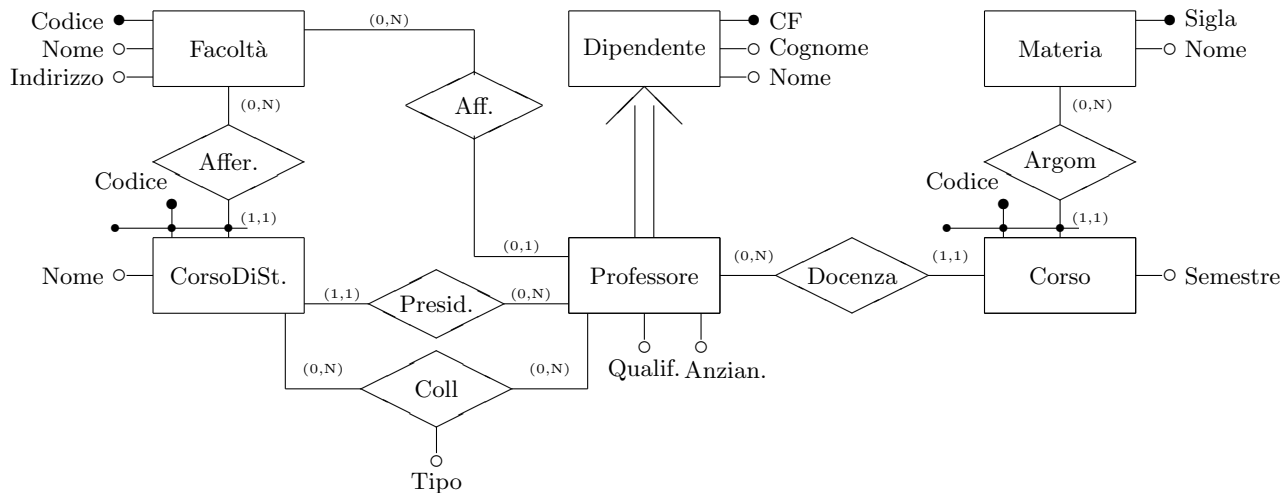 Codice
(0,N)
CF
Sigla
Nome
Facoltà
Dipendente
Cognome
Materia
Nome
Indirizzo
Nome
(0,N)
Aff.
(0,N)
Affer.
Argom
Codice
Codice
(1,1)
(1,1)
(0,1)
(0,N)
(1,1)
Nome
CorsoDiSt.
Professore
Docenza
Corso
Semestre
(1,1)
Presid.
(0,N)
(0,N)
(0,N)
Qualif.
Anzian.
Coll
Tipo